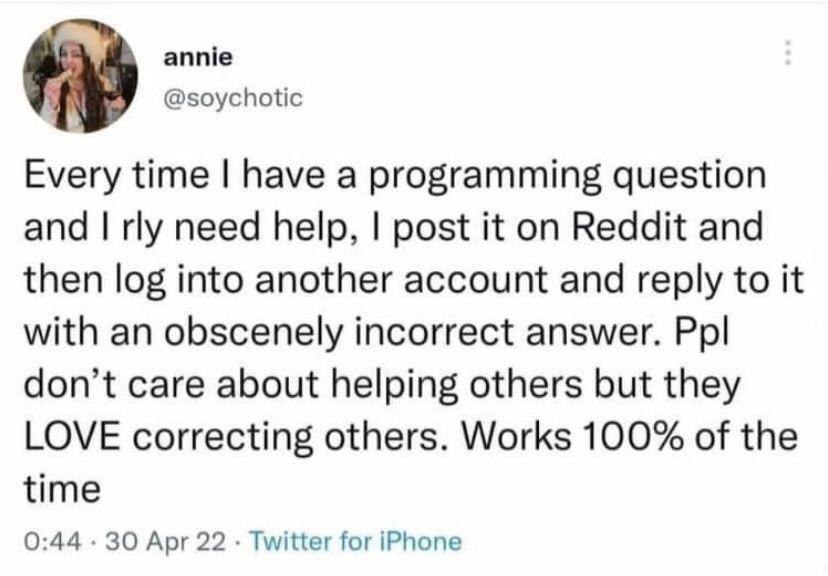 annie
@soychotic
Every time I have a programming question
and I rly need help, I post it on Reddit and
then log into another account and reply to it
with an obscenely incorrect answer. Ppl
don’t care about helping others but they
LOVE correcting others. Works 100% of the
time
0:44 · 30 Apr 22 · Twitter for iPhone